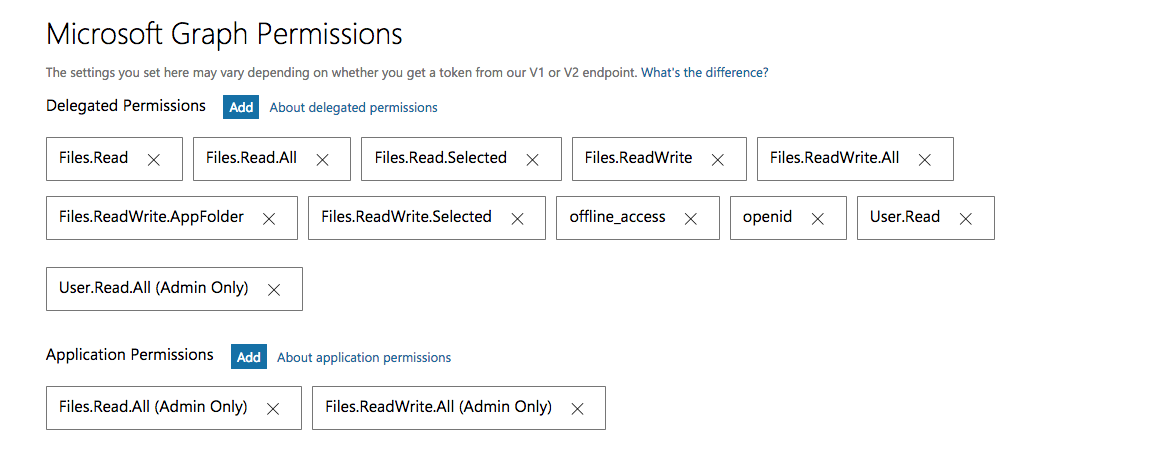 Microsoft Graph Permissions
The settings you set here may vary depending on whether you get a token from our V1 or V2 endpoint. What's the difference?
Delegated Permissions Add About delegated permissions
Files.Read Files.Read.All Files.Read.Selected Files.ReadWrite Files.ReadWrite.All
Files.ReadWrite.AppFolder Files.ReadWrite.Selected offline_access openid User.Read
User.Read.All (Admin Only)
Application Permissions Add About application permissions
Files.Read.All (Admin Only) Files.ReadWrite.All (Admin Only)